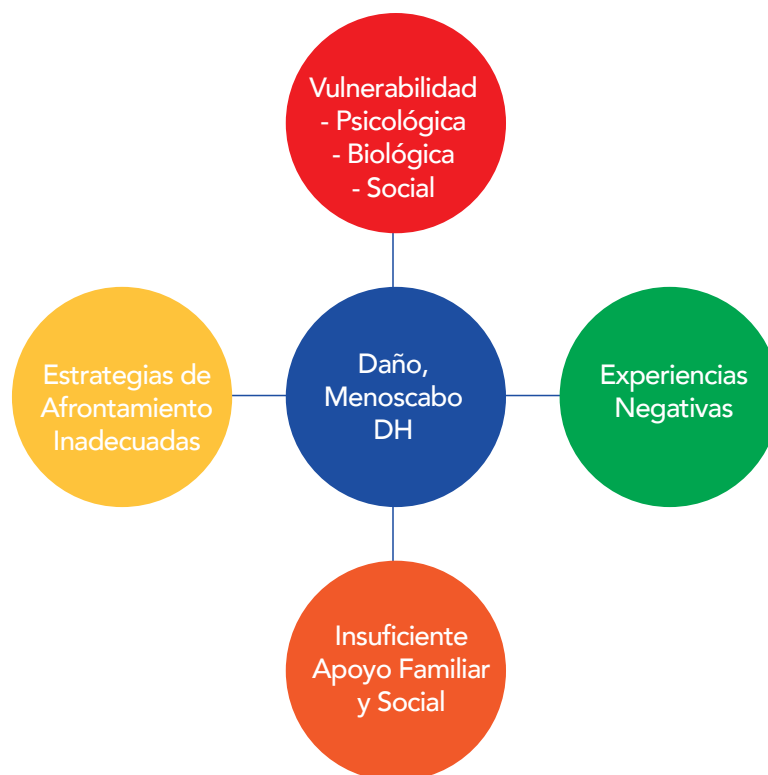 Vulnerabilidad
- Psicológica
- Biológica
- Social
Estrategias de
Afrontamiento
Inadecuadas
Daño,
Menoscabo
DH
Experiencias
Negativas
Insuficiente
Apoyo Familiar
y Social